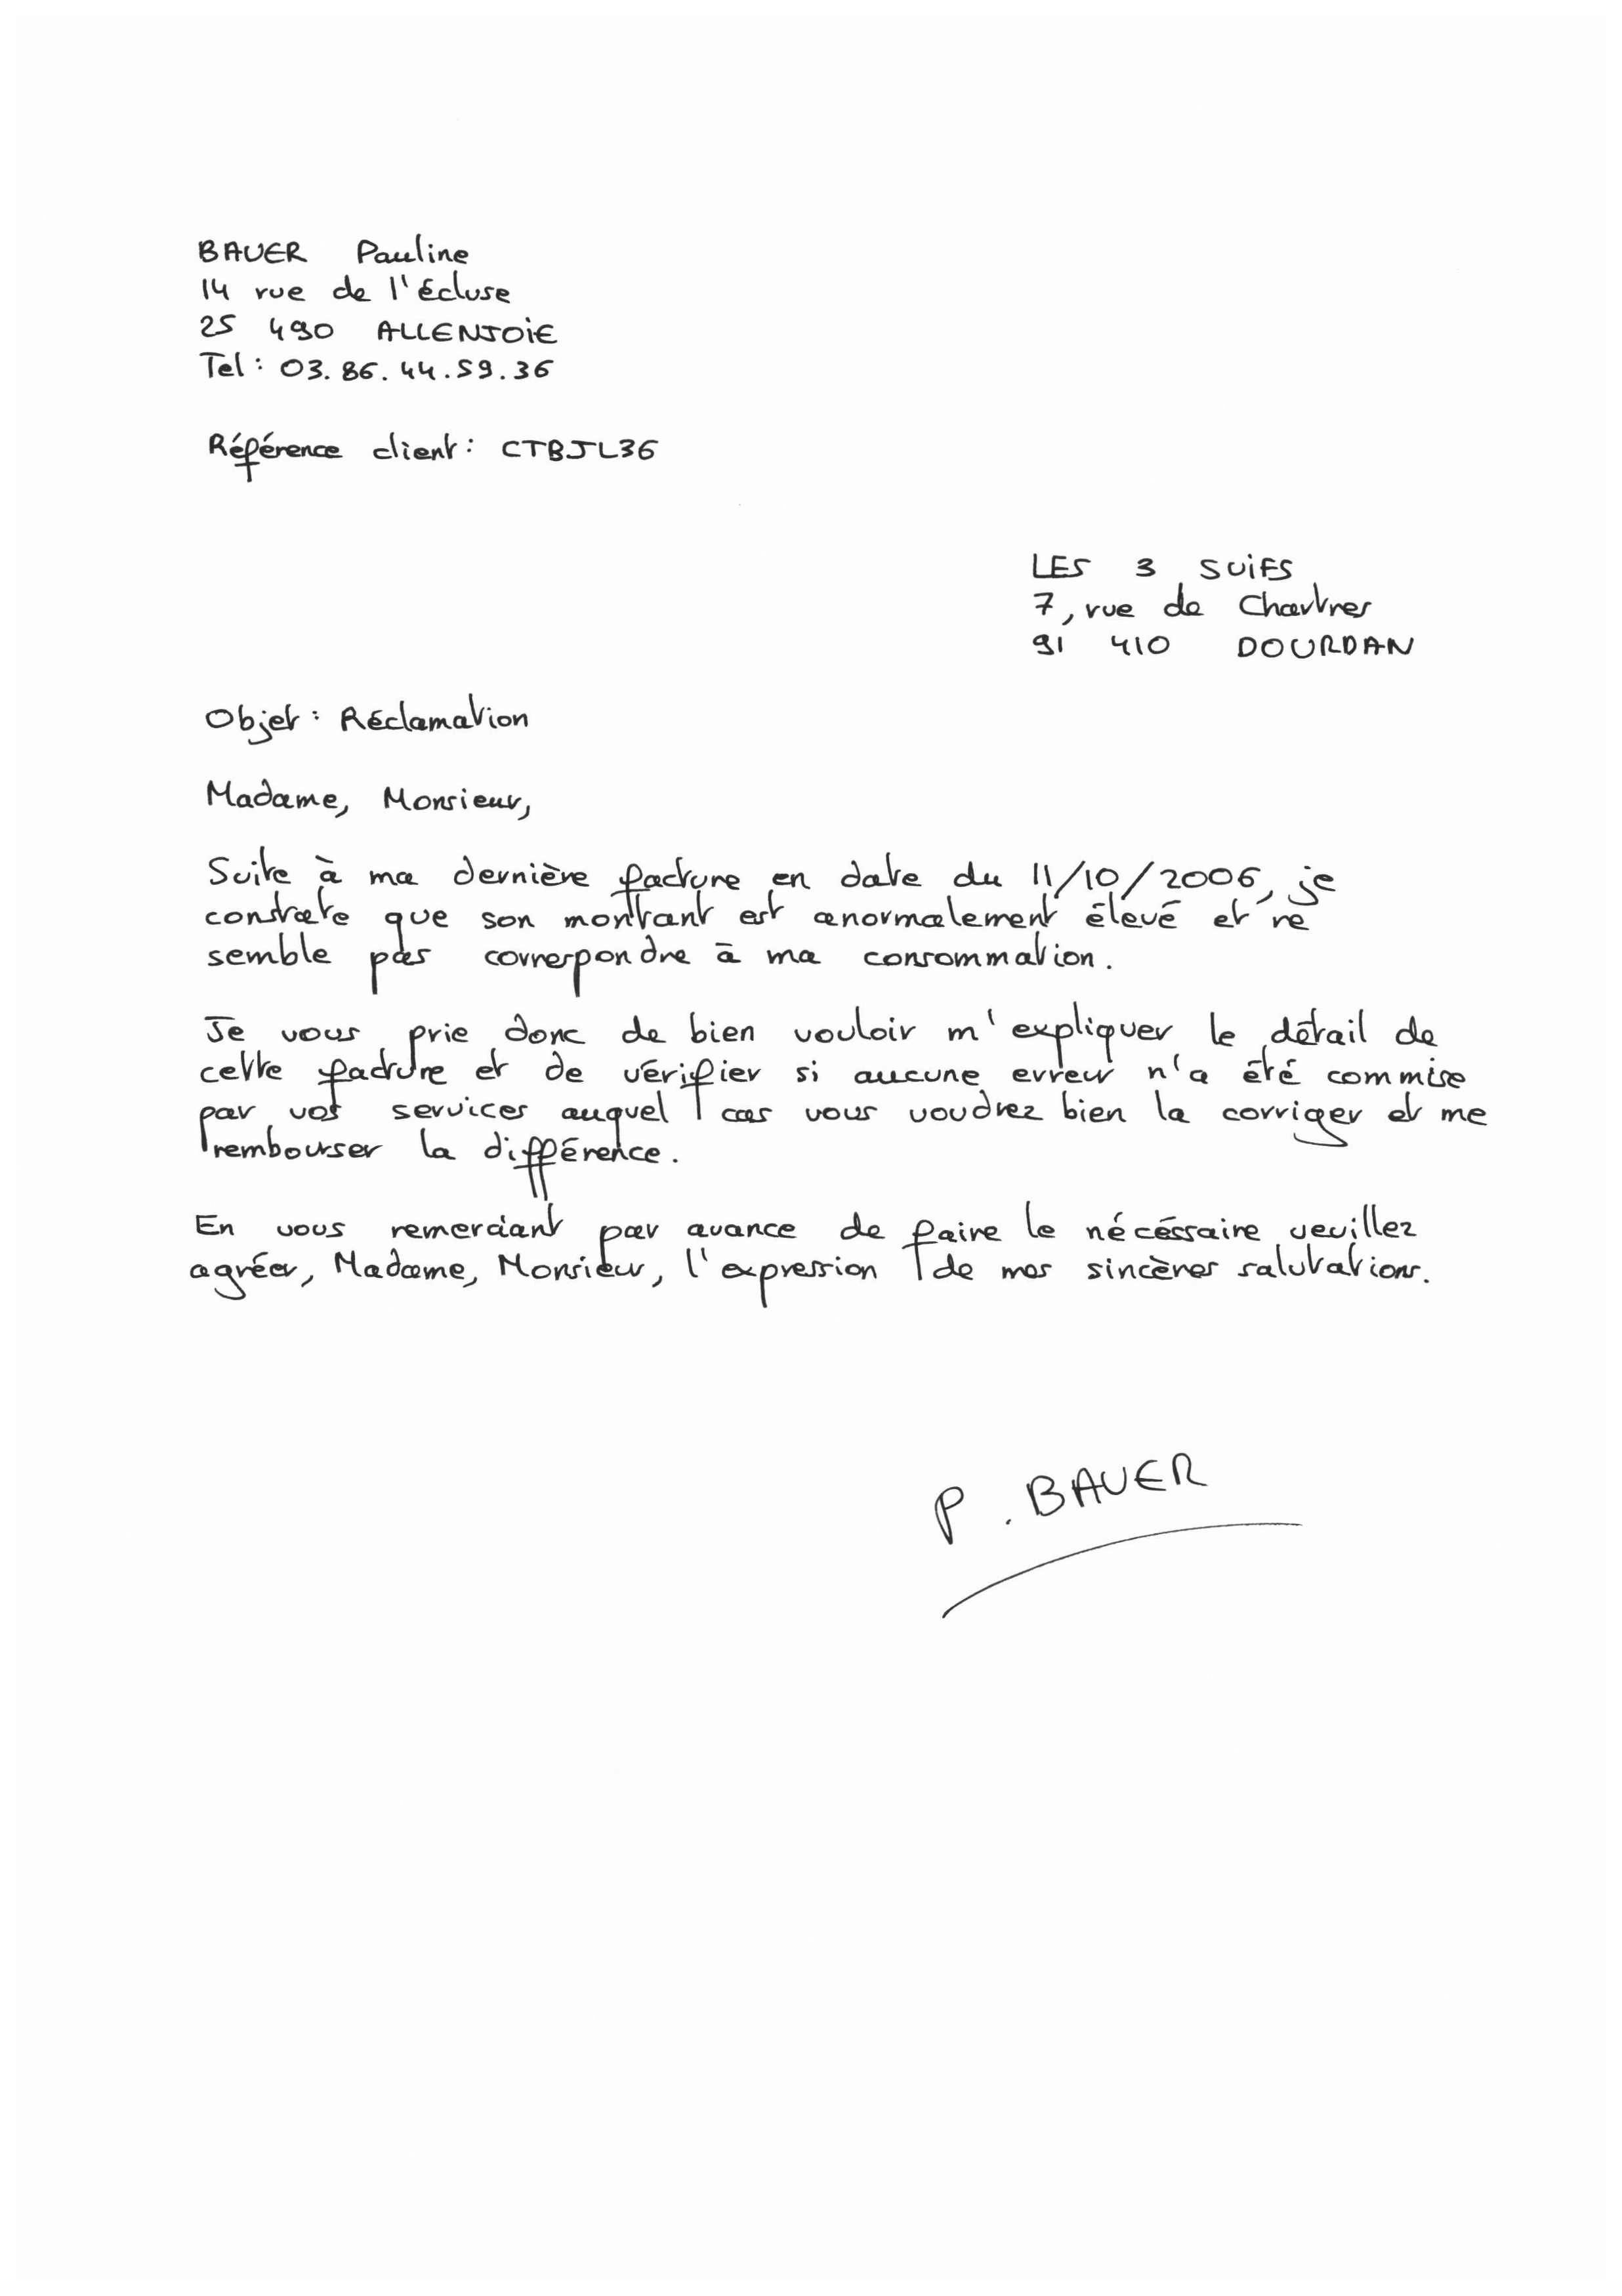 BAUER Pauline
14 rue de l'écluse
25 490 ALLENJOiE
Tel : 03.86.44.59.36
Référence client : CTBJL36
LES 3 SUiFS
7, rue de Chartres
91 410 DOURDAN
Objet : Réclamation
Madame, Monsieur,
Suite à ma dernière facture en date du 11/10/2006, je
constate que son montant est anormalement élevé et ne
semble pas correspondre à ma consommation.
Je vous prie donc de bien vouloir m'expliquer le détail de
cette facture et de vérifier si aucune erreur n'a été commise
par vos services auquel cas vous voudrez bien la corriger et me
rembourser la différence.
En vous remerciant par avance de faire le nécéssaire veuillez
agréer, Madame, Monsieur, l'expression de mes sincères salutations.
P. BAUER